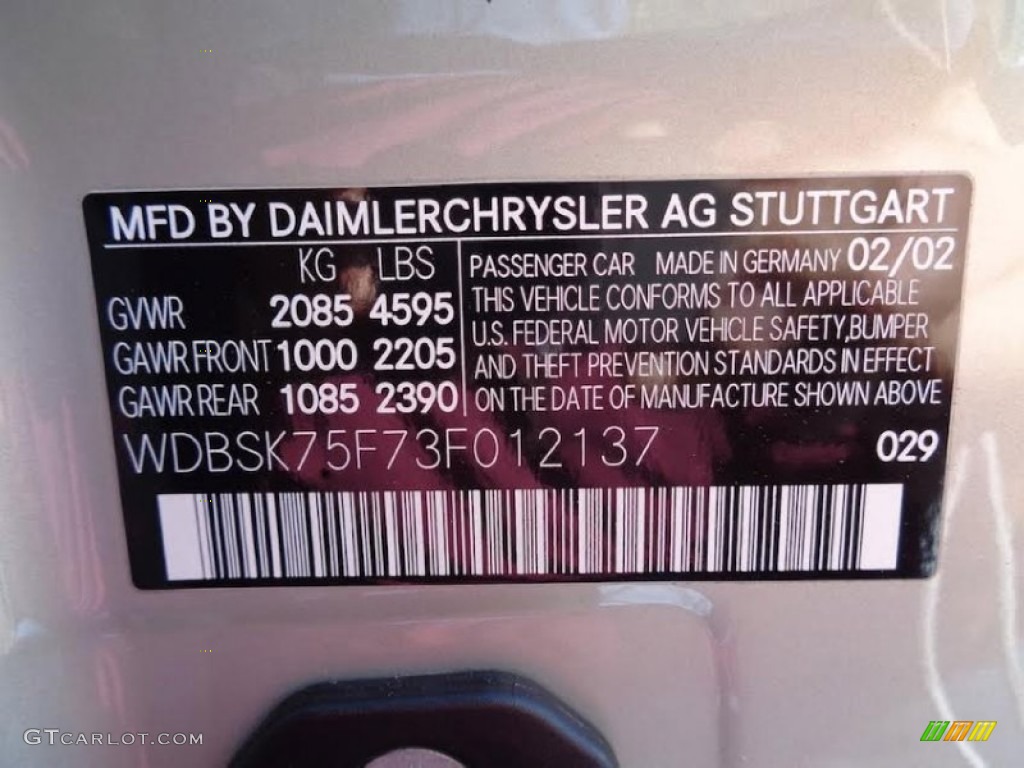 MFD BY DAIMLERCHRYSLER AG STUTTGART
KG LBS
GVWR 2085 4595
GAWR FRONT 1000 2205
GAWR REAR 1085 2390
PASSENGER CAR MADE IN GERMANY 02/02
THIS VEHICLE CONFORMS TO ALL APPLICABLE
U.S. FEDERAL MOTOR VEHICLE SAFETY, BUMPER
AND THEFT PREVENTION STANDARDS IN EFFECT
ON THE DATE OF MANUFACTURE SHOWN ABOVE
WDBSK75F73F012137 029
GTCARLOT.COM